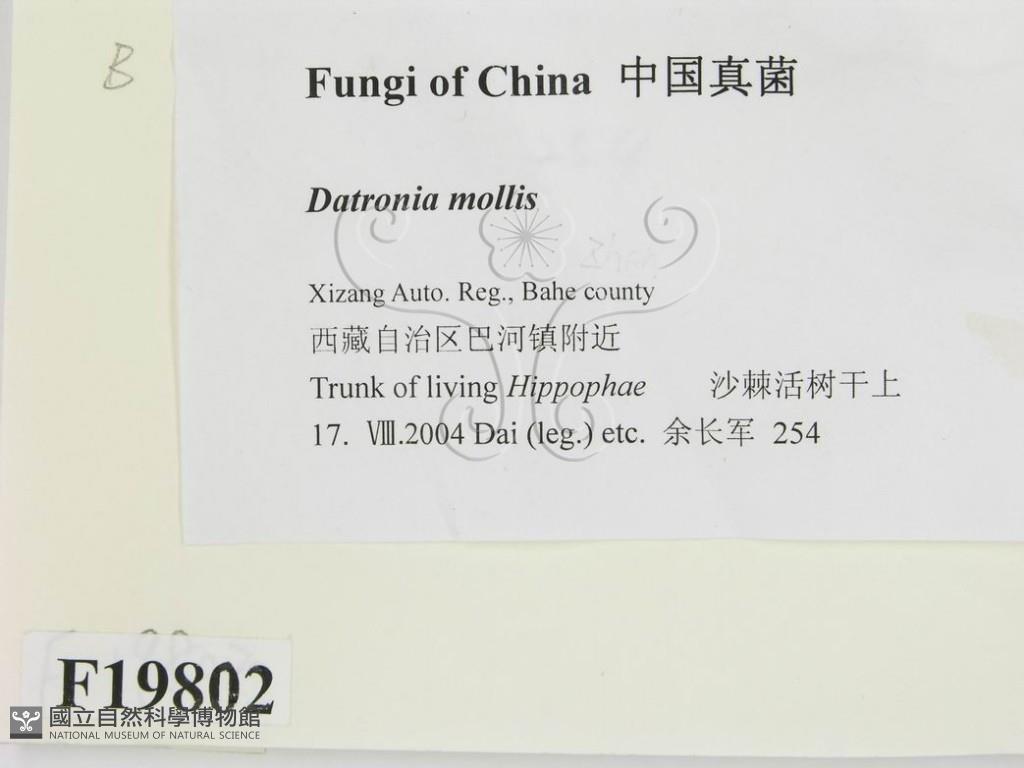 B
Fungi of China 中国真菌
Datronia mollis
Xizang Auto. Reg., Bahe county
西藏自治区巴河镇附近
Trunk of living Hippophae 沙棘活树干上
17. Ⅷ.2004 Dai (leg.) etc. 余长军 254
F19802
國立自然科學博物館
NATIONAL MUSEUM OF NATURAL SCIENCE